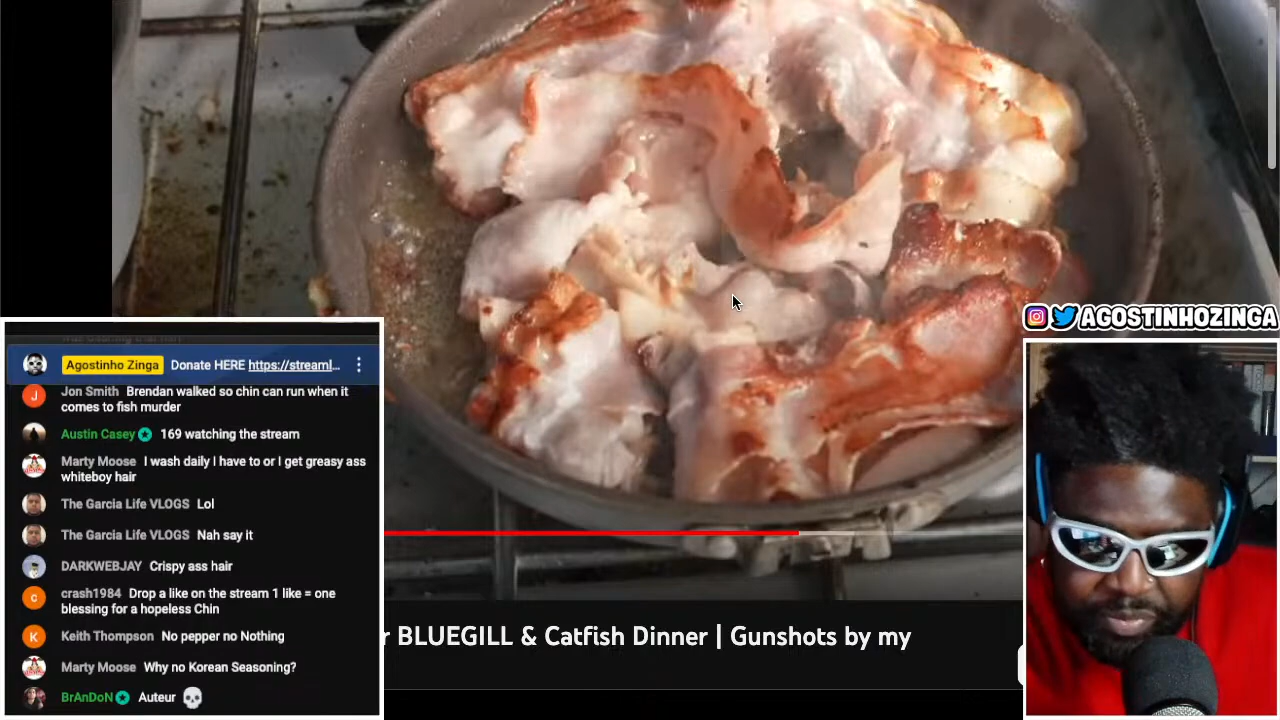 AGOSTINHOZINGA
Agostinho Zinga Donate HERE https://streaml...
Jon Smith Brendan walked so chin can run when it
comes to fish murder
Austin Casey 169 watching the stream
Marty Moose I wash daily I have to or I get greasy ass
whiteboy hair
The Garcia Life VLOGS Lol
The Garcia Life VLOGS Nah say it
DARKWEBJAY Crispy ass hair
crash1984 Drop a like on the stream 1 like = one
blessing for a hopeless Chin
Keith Thompson No pepper no Nothing
Marty Moose Why no Korean Seasoning?
BrAnDoN Auteur 💀
r BLUEGILL & Catfish Dinner | Gunshots by my